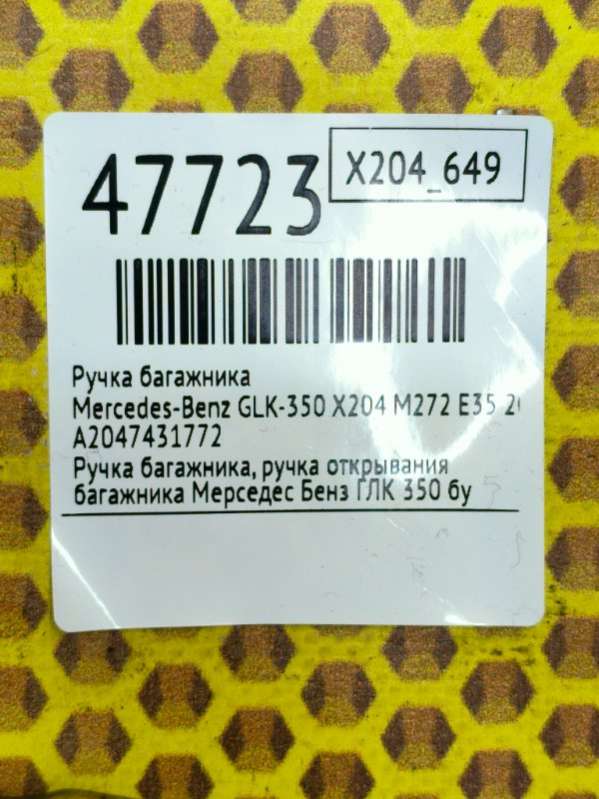 47723
X204_649
Ручка багажника
Mercedes-Benz GLK-350 X204 M272 E35
A2047431772
Ручка багажника, ручка открывания
багажника Мерседес Бенз ГЛК 350 бу